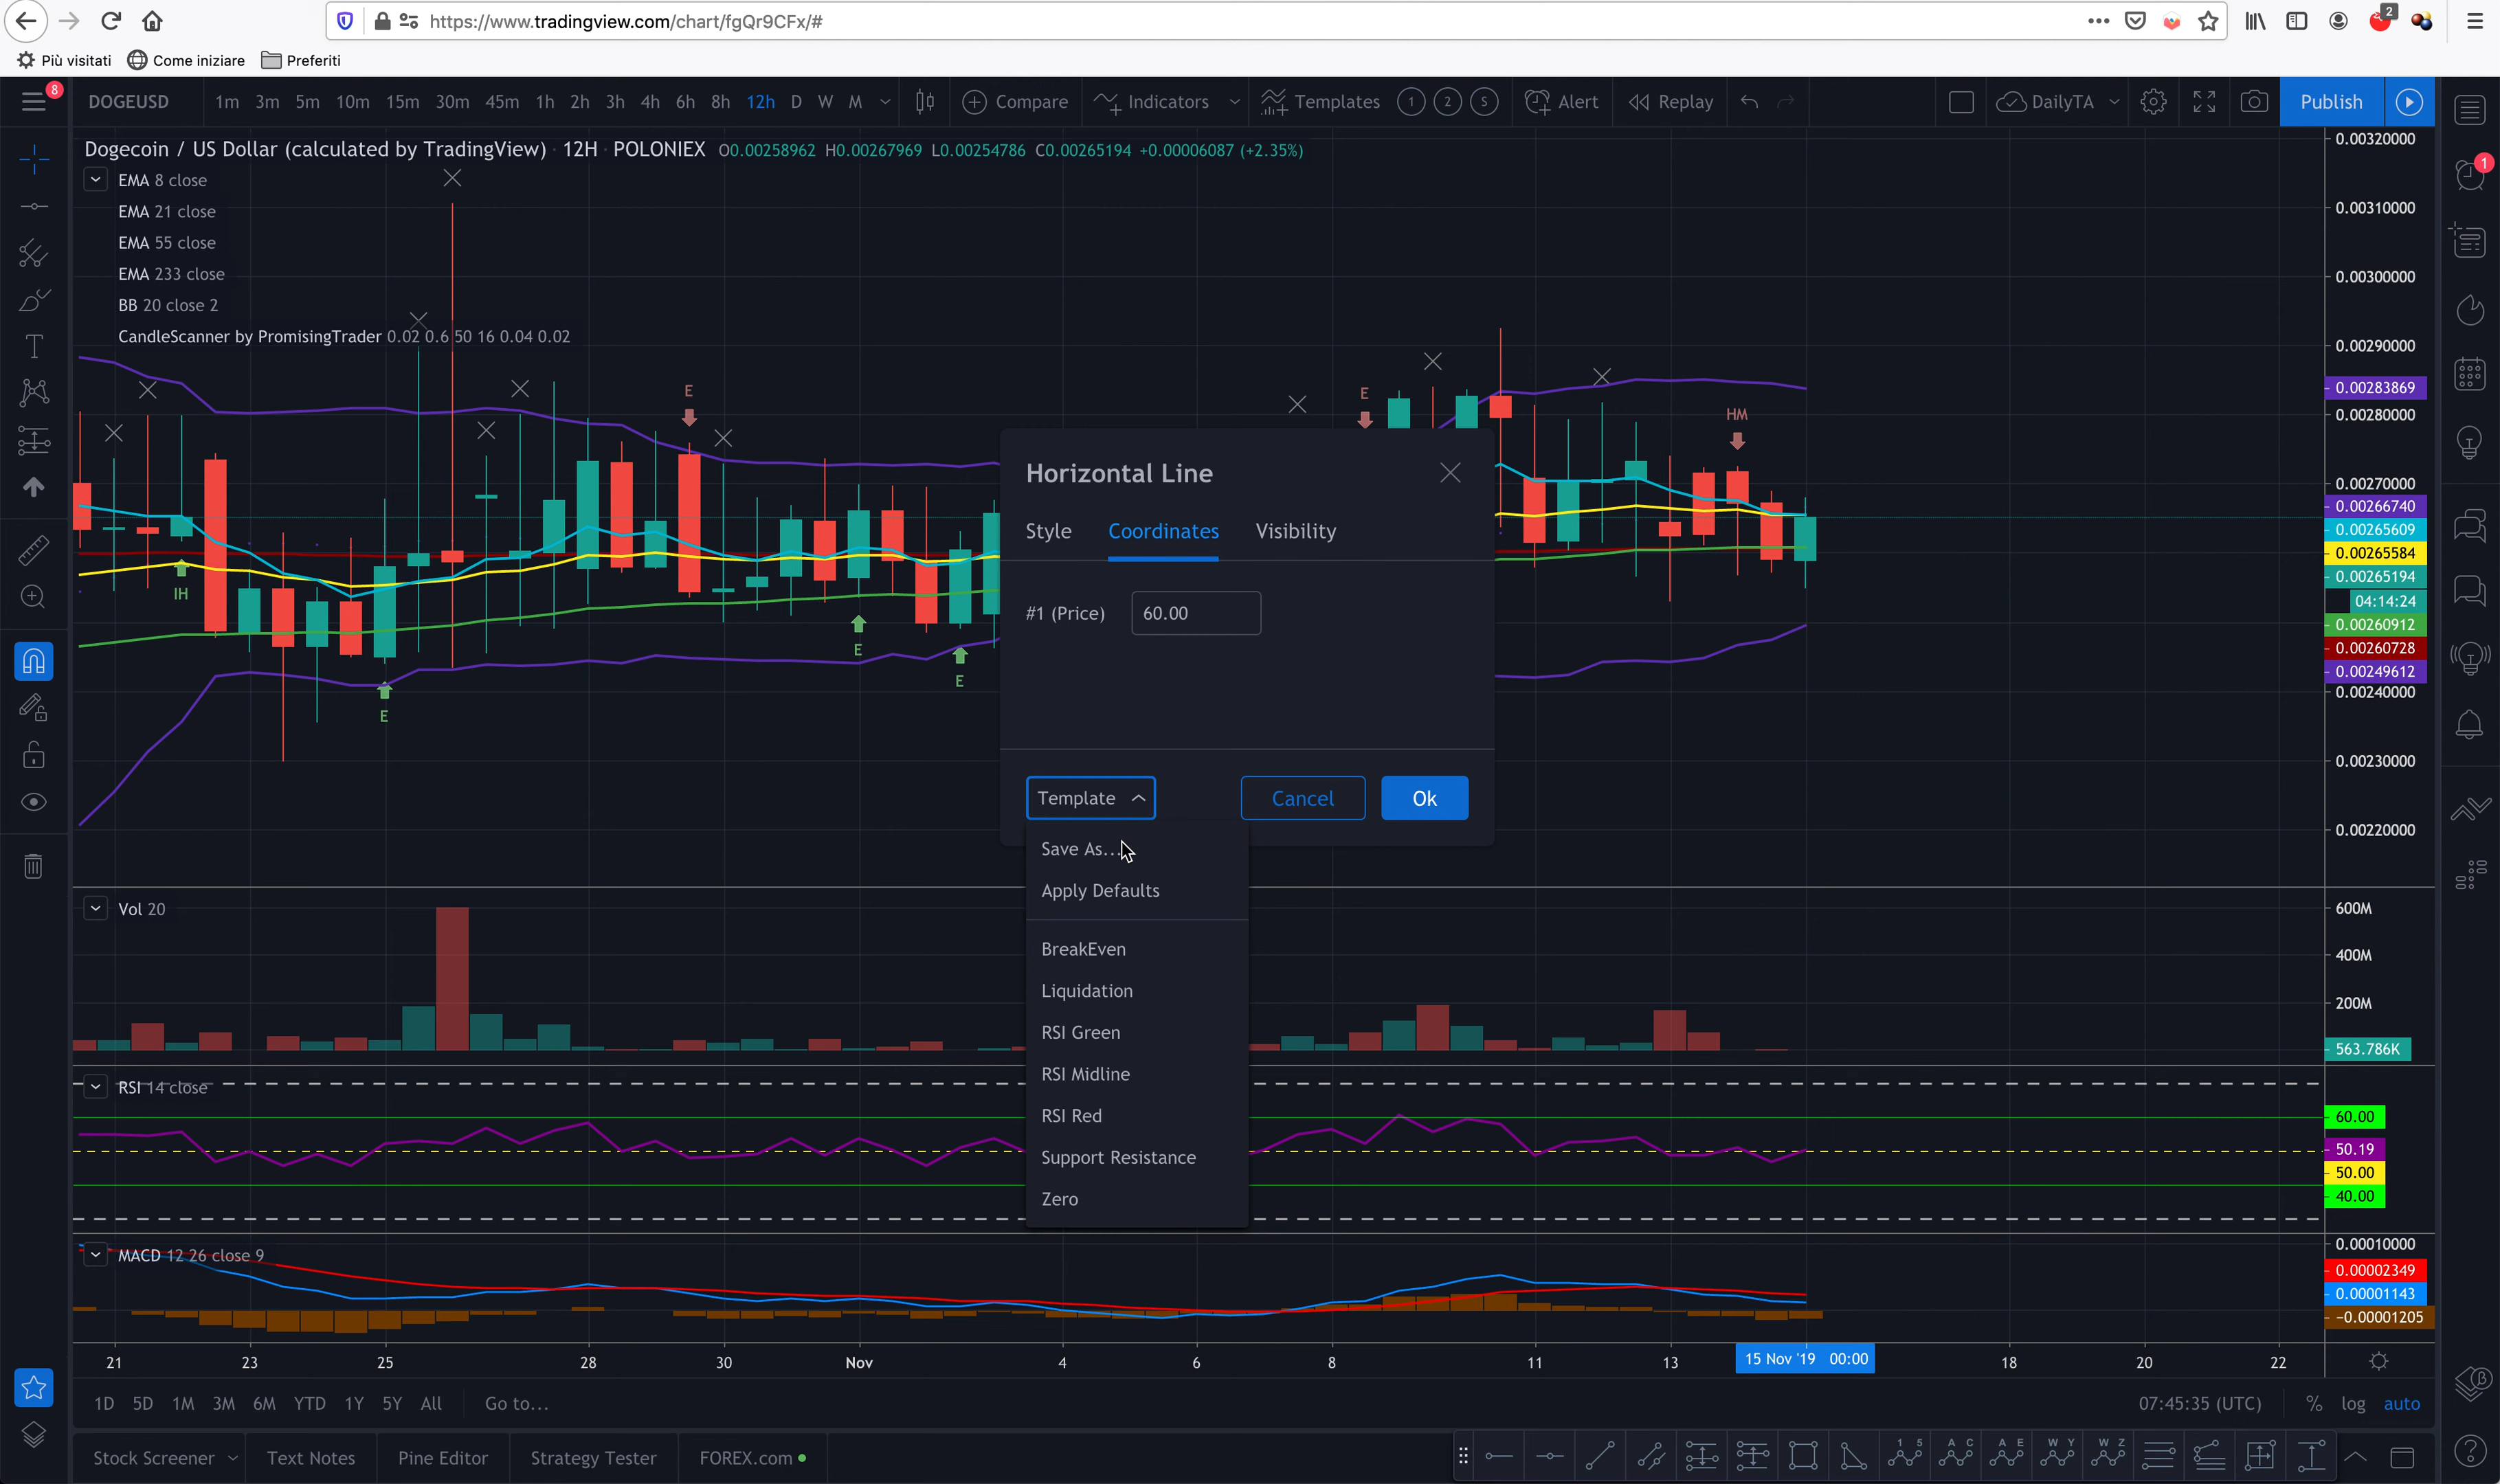 https://www.tradingview.com/chart/fgQr9CFx/#
2
Più visitati Come iniziare Preferiti
8
DOGEUSD 1m 3m 5m 10m 15m 30m 45m 1h 2h 3h 4h 6h 8h 12h D W M Compare Indicators Templates 1 2 S Alert Replay DailyTA Publish
Dogecoin / US Dollar (calculated by TradingView) · 12H · POLONIEX O0.00258962 H0.00267969 L0.00254786 C0.00265194 +0.00006087 (+2.35%)
EMA 8 close
EMA 21 close
EMA 55 close
EMA 233 close
BB 20 close 2
CandleScanner by PromisingTrader 0.02 0.6 50 16 0.04 0.02
0.00320000
1
0.00310000
0.00300000
0.00290000
0.00283869
0.00280000
0.00270000
0.00266740
0.00265609
0.00265584
0.00265194
04:14:24
0.00260912
0.00260728
0.00249612
0.00240000
0.00230000
0.00220000
E
E
HM
IH
E
E
E
Horizontal Line
Style Coordinates Visibility
#1 (Price) 60.00
Template Cancel Ok
Save As...
Apply Defaults
BreakEven
Liquidation
RSI Green
RSI Midline
RSI Red
Support Resistance
Zero
Vol 20
600M
400M
200M
563.786K
RSI 14 close
60.00
50.19
50.00
40.00
MACD 12 26 close 9
0.00010000
0.00002349
0.00001143
−0.00001205
21 23 25 28 30 Nov 4 6 8 11 13 15 Nov '19 00:00 18 20 22
1D 5D 1M 3M 6M YTD 1Y 5Y All Go to... 07:45:35 (UTC) % log auto
Stock Screener Text Notes Pine Editor Strategy Tester FOREX.com
1 5 A C A E W Y W Z